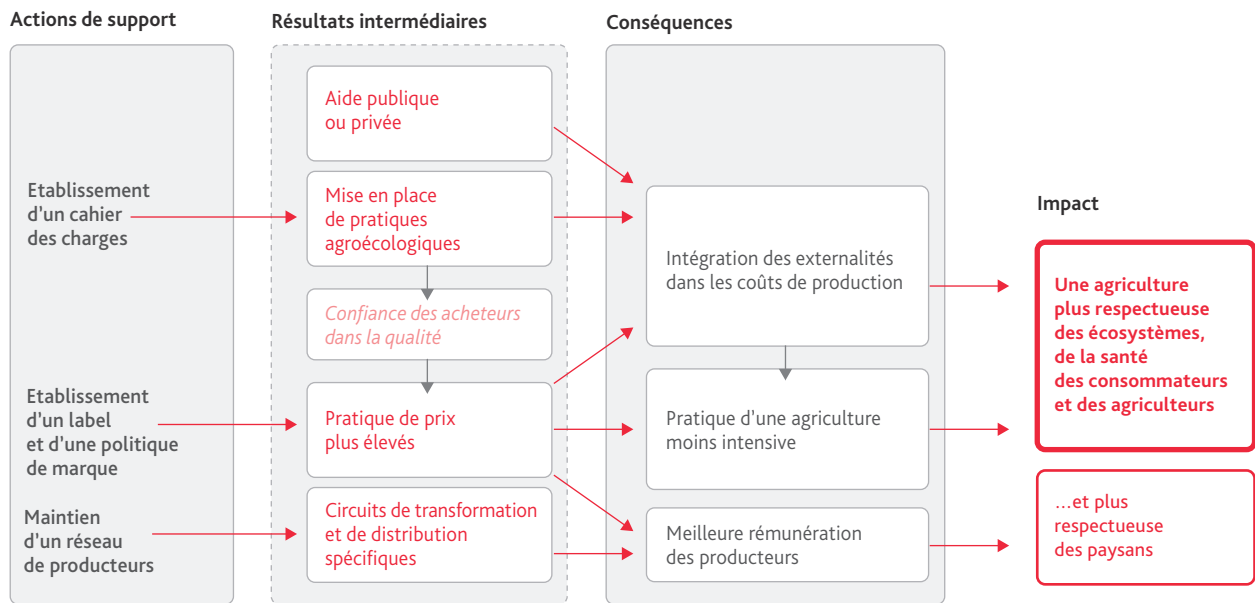 Actions de support
Etablissement
d'un cahier
des charges
Etablissement
d'un label
et d'une politique
de marque
Maintien
d'un réseau
de producteurs
Résultats intermédiaires
Aide publique
ou privée
Mise en place
de pratiques
agroécologiques
Confiance des acheteurs
dans la qualité
Pratique de prix
plus élevés
Circuits de transformation
et de distribution
spécifiques
Conséquences
Intégration des externalités
dans les coûts de production
Pratique d'une agriculture
moins intensive
Meilleure rémunération
des producteurs
Impact
Une agriculture
plus respectueuse
des écosystèmes,
de la santé
des consommateurs
et des agriculteurs
...et plus
respectueuse
des paysans